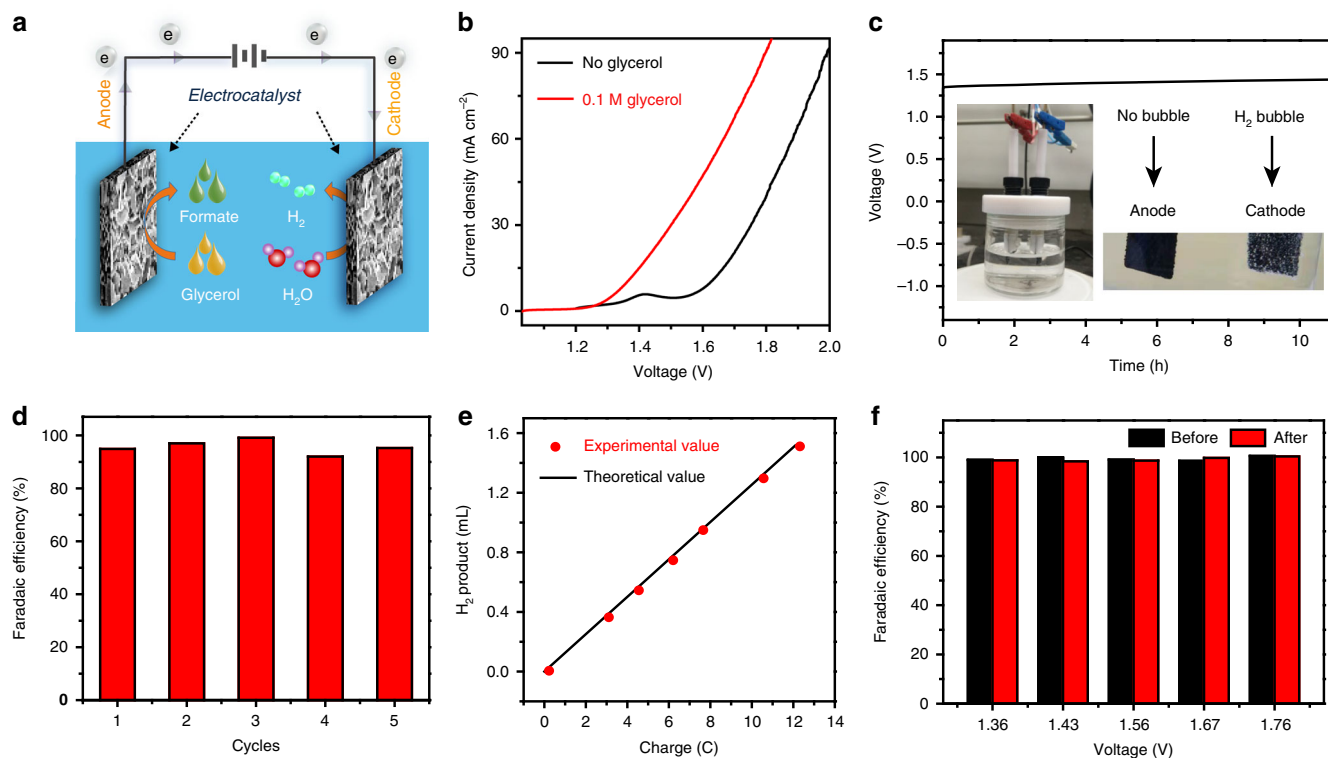 a
e
e
e
e
Anode
Electrocatalyst
Cathode
Formate
H₂
Glycerol
H₂O
b
90
60
30
0
Current density (mA cm⁻²)
No glycerol
0.1 M glycerol
1.2 1.4 1.6 1.8 2.0
Voltage (V)
c
1.5
1.0
0.5
0.0
−0.5
−1.0
Voltage (V)
No bubble
H₂ bubble
Anode
Cathode
0 2 4 6 8 10
Time (h)
d
100
80
60
40
20
0
Faradaic efficiency (%)
1 2 3 4 5
Cycles
e
1.6
1.2
0.8
0.4
0.0
H₂ product (mL)
Experimental value
Theoretical value
0 2 4 6 8 10 12 14
Charge (C)
f
100
80
60
40
20
0
Faradaic efficiency (%)
Before
After
1.36 1.43 1.56 1.67 1.76
Voltage (V)